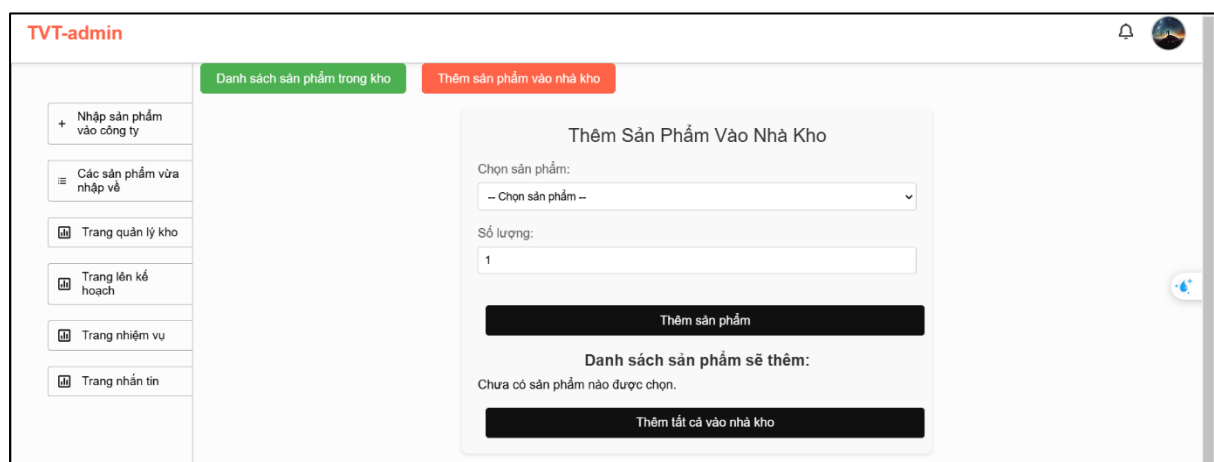 TVT-admin
Danh sách sản phẩm trong kho
Thêm sản phẩm vào nhà kho
Nhập sản phẩm
vào công ty
Các sản phẩm vừa
nhập về
Trang quản lý kho
Trang lên kế
hoạch
Trang nhiệm vụ
Trang nhắn tin
Thêm Sản Phẩm Vào Nhà Kho
Chọn sản phẩm:
-- Chọn sản phẩm --
Số lượng:
1
Thêm sản phẩm
Danh sách sản phẩm sẽ thêm:
Chưa có sản phẩm nào được chọn.
Thêm tất cả vào nhà kho